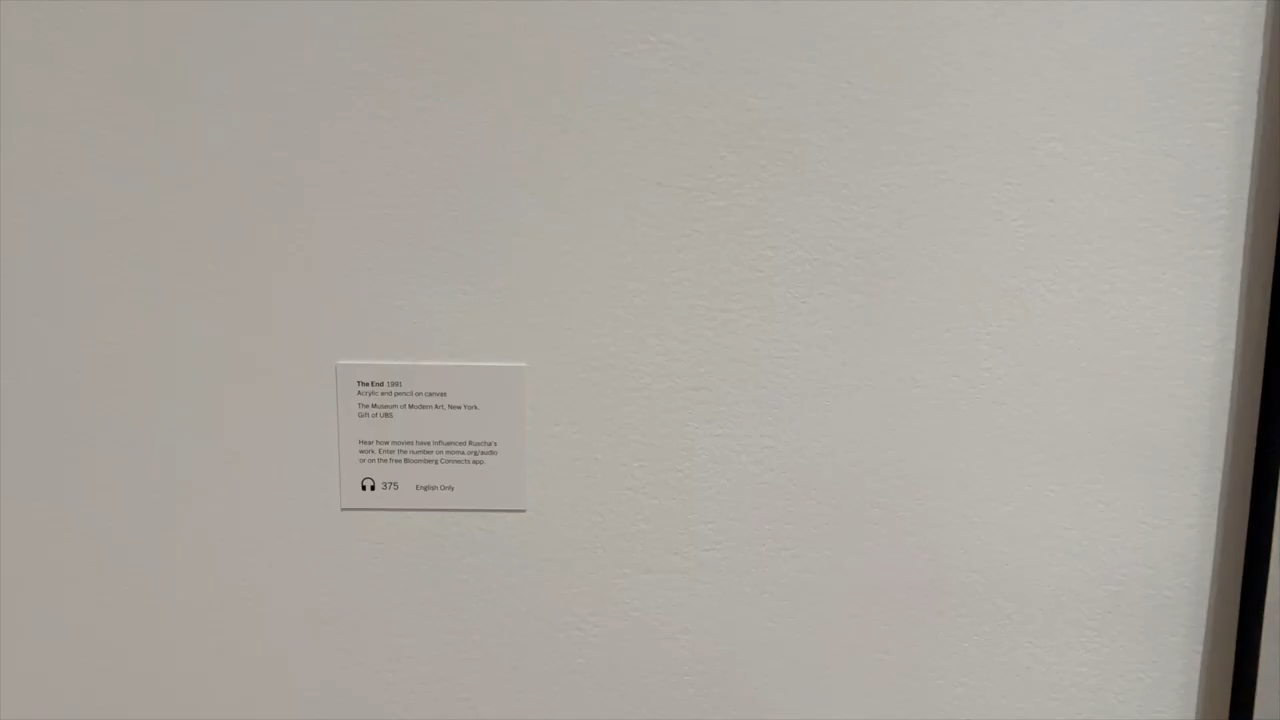 The End 1991
Acrylic and pencil on canvas
The Museum of Modern Art, New York.
Gift of UBS
Hear how movies have influenced Ruscha's
work. Enter the number on moma.org/audio
or on the free Bloomberg Connects app.
375 English Only